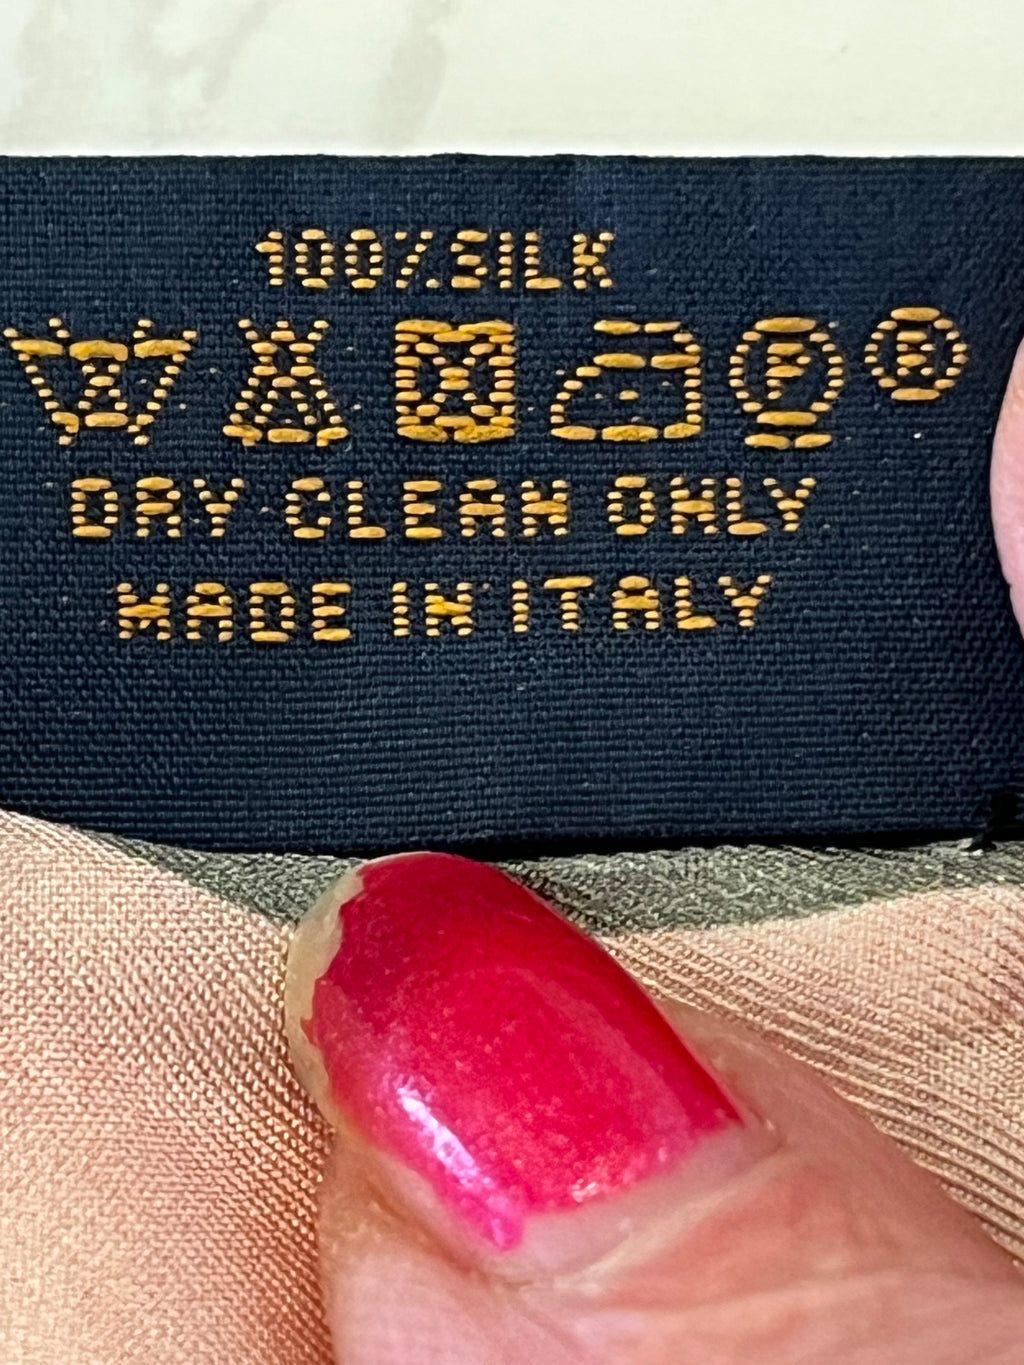 100% SILK
F ®
DRY CLEAN ONLY
MADE IN ITALY